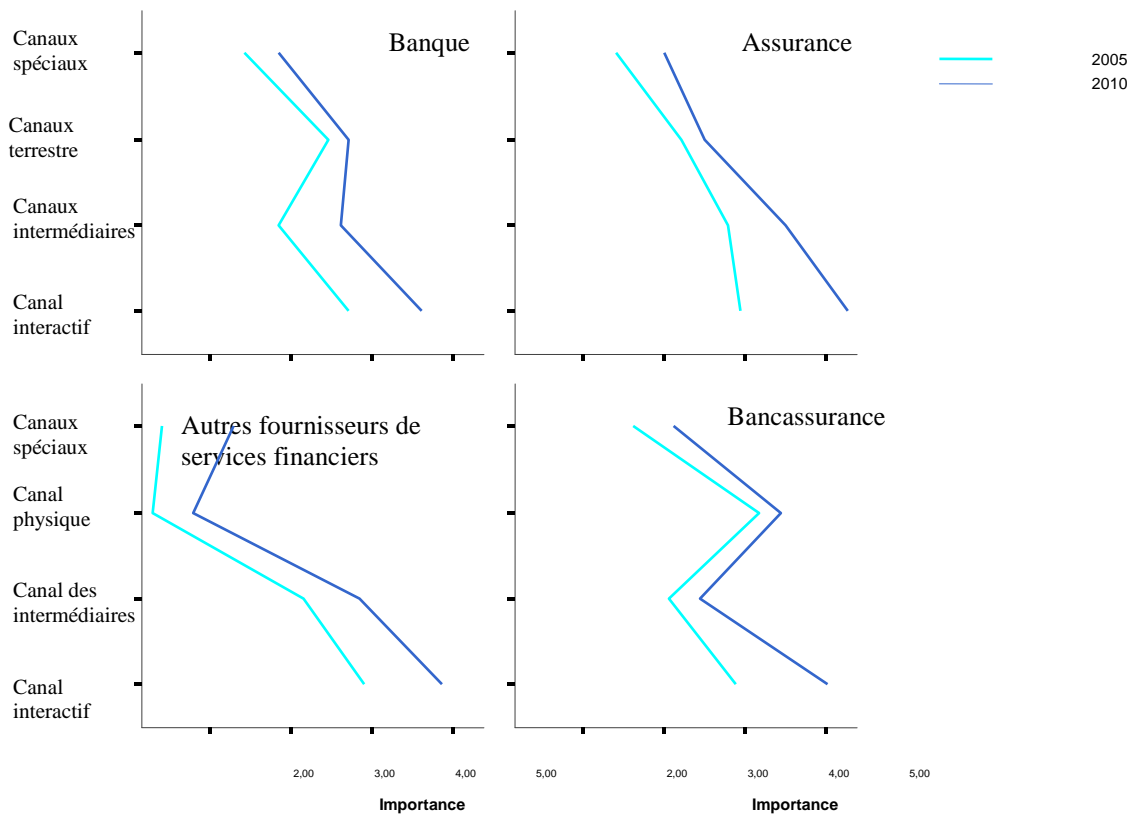 Canaux
spéciaux
Canaux
terrestre
Canaux
intermédiaires
Canal
interactif
Banque
Assurance
2005
2010
Canaux
spéciaux
Canal
physique
Canal des
intermédiaires
Canal
interactif
Autres fournisseurs de
services financiers
Bancassurance
2,00 3,00 4,00 5,00 2,00 3,00 4,00 5,00
Importance Importance